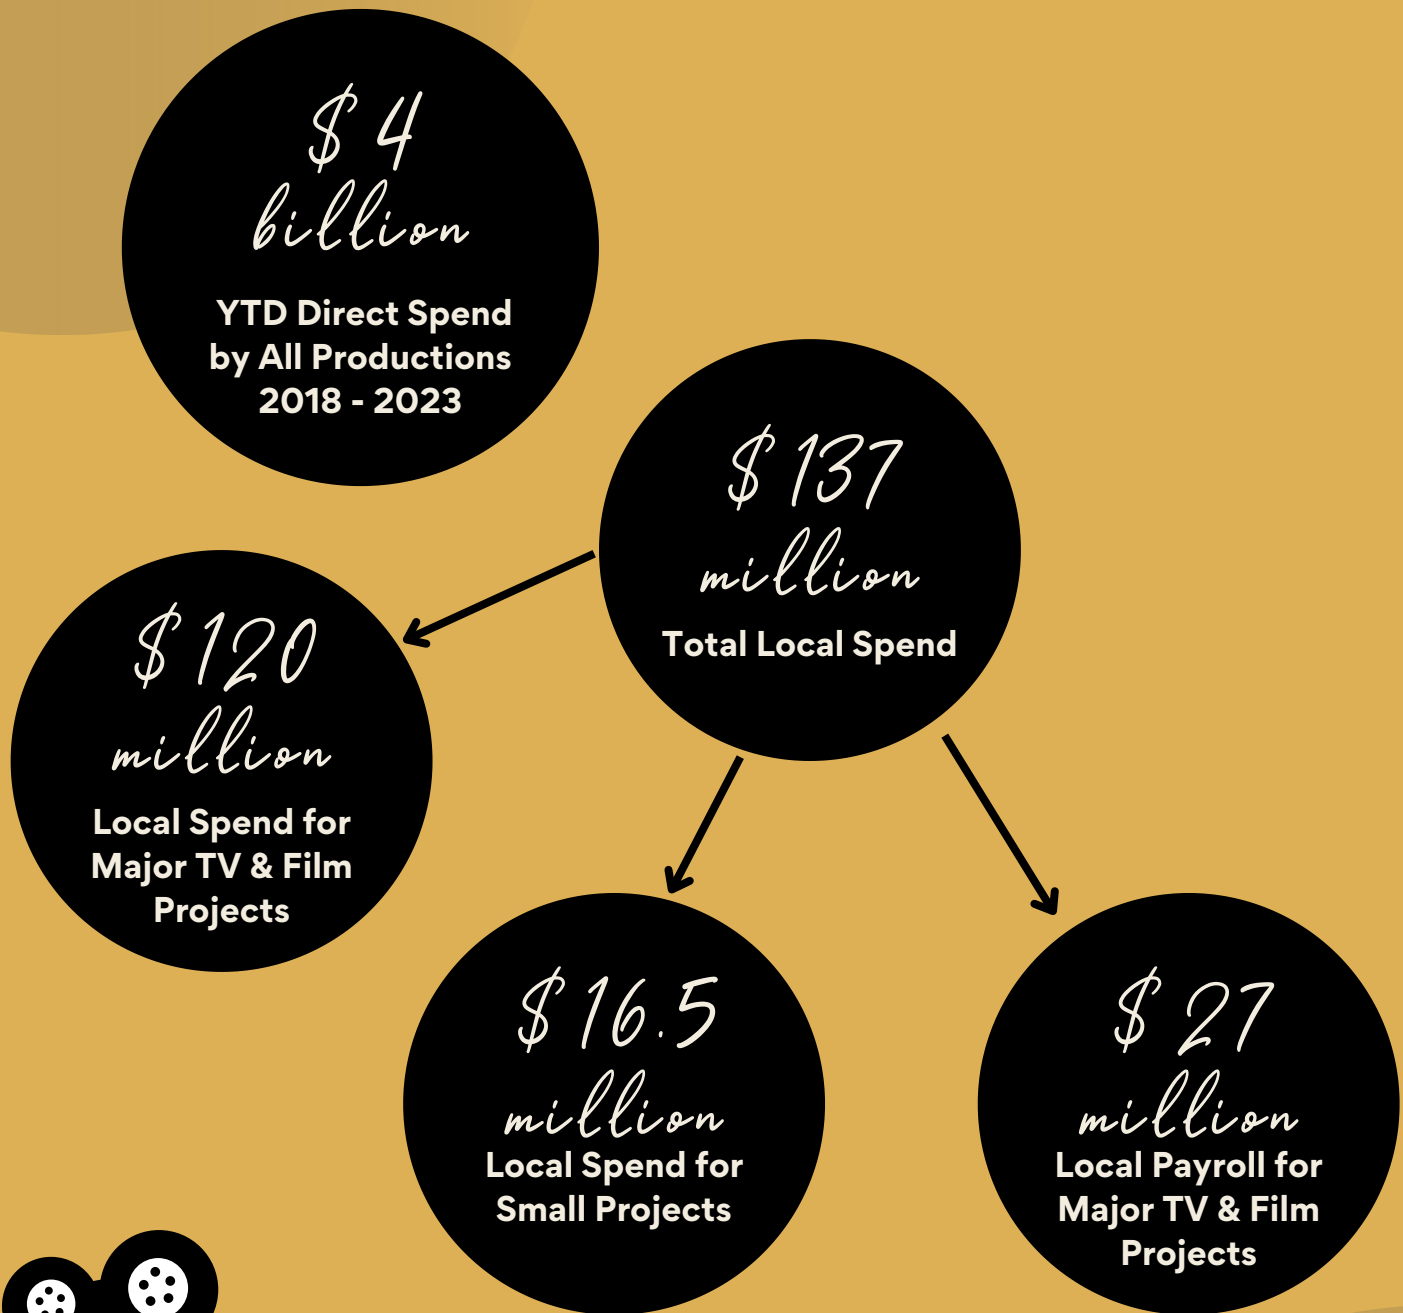 $ 4
billion
YTD Direct Spend
by All Productions
2018 - 2023
$ 137
million
Total Local Spend
$ 120
million
Local Spend for
Major TV & Film
Projects
$ 16.5
million
Local Spend for
Small Projects
$ 27
million
Local Payroll for
Major TV & Film
Projects